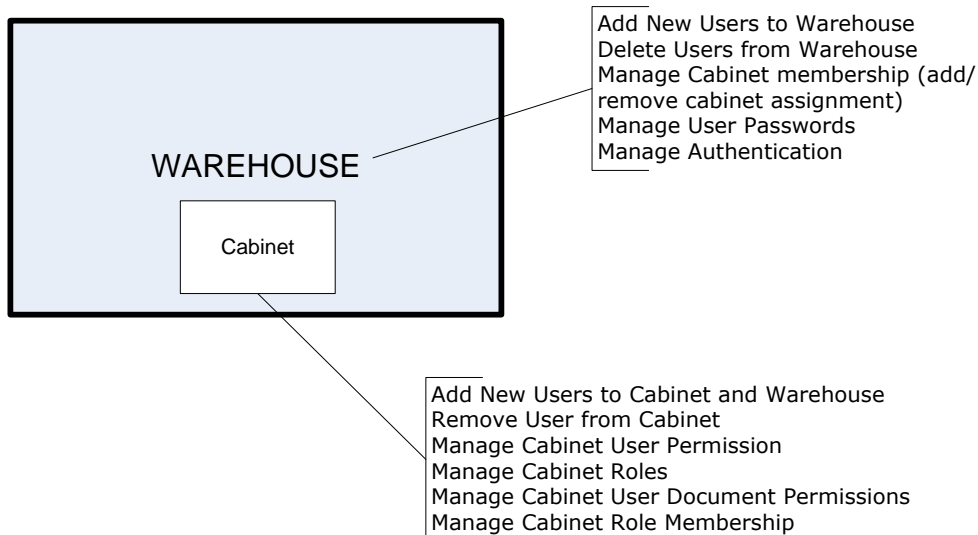 Add New Users to Warehouse
Delete Users from Warehouse
Manage Cabinet membership (add/
remove cabinet assignment)
Manage User Passwords
Manage Authentication
WAREHOUSE
Cabinet
Add New Users to Cabinet and Warehouse
Remove User from Cabinet
Manage Cabinet User Permission
Manage Cabinet Roles
Manage Cabinet User Document Permissions
Manage Cabinet Role Membership